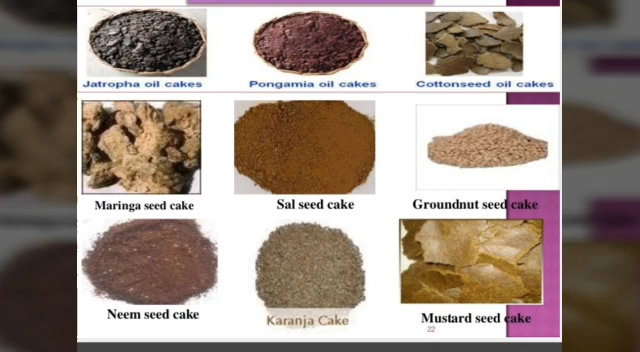 Jatropha oil cakes Pongamia oil cakes Cottonseed oil cakes
Maringa seed cake Sal seed cake Groundnut seed cake
Neem seed cake Karanja Cake Mustard seed cake
22